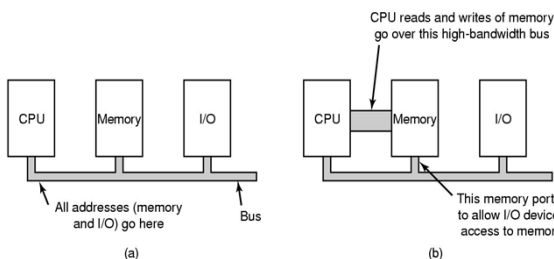 CPU reads and writes of memory
go over this high-bandwidth bus
CPU
Memory
I/O
CPU
Memory
I/O
All addresses (memory
and I/O) go here
Bus
This memory port
to allow I/O device
access to memor
(a)
(b)